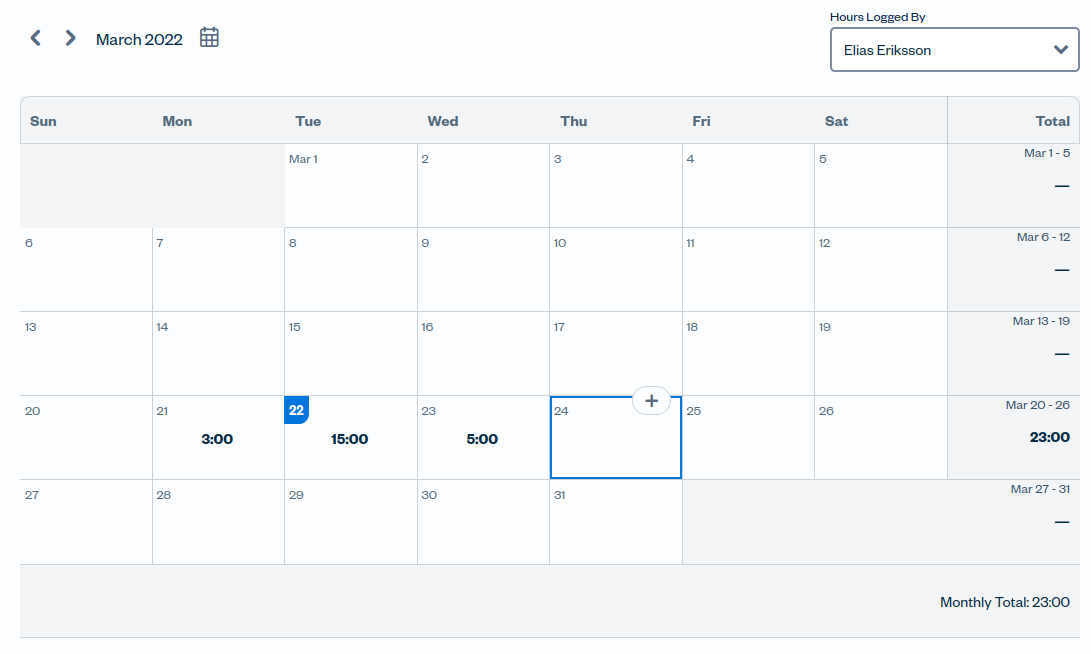 Hours Logged By
March 2022
Elias Eriksson
Sun Mon Tue Wed Thu Fri Sat Total
Mar 1 2 3 4 5 Mar 1 - 5
—
6 7 8 9 10 11 12 Mar 6 - 12
—
13 14 15 16 17 18 19 Mar 13 - 19
—
+
20 21 22 23 24 25 26 Mar 20 - 26
3:00 15:00 5:00 23:00
27 28 29 30 31 Mar 27 - 31
—
Monthly Total: 23:00